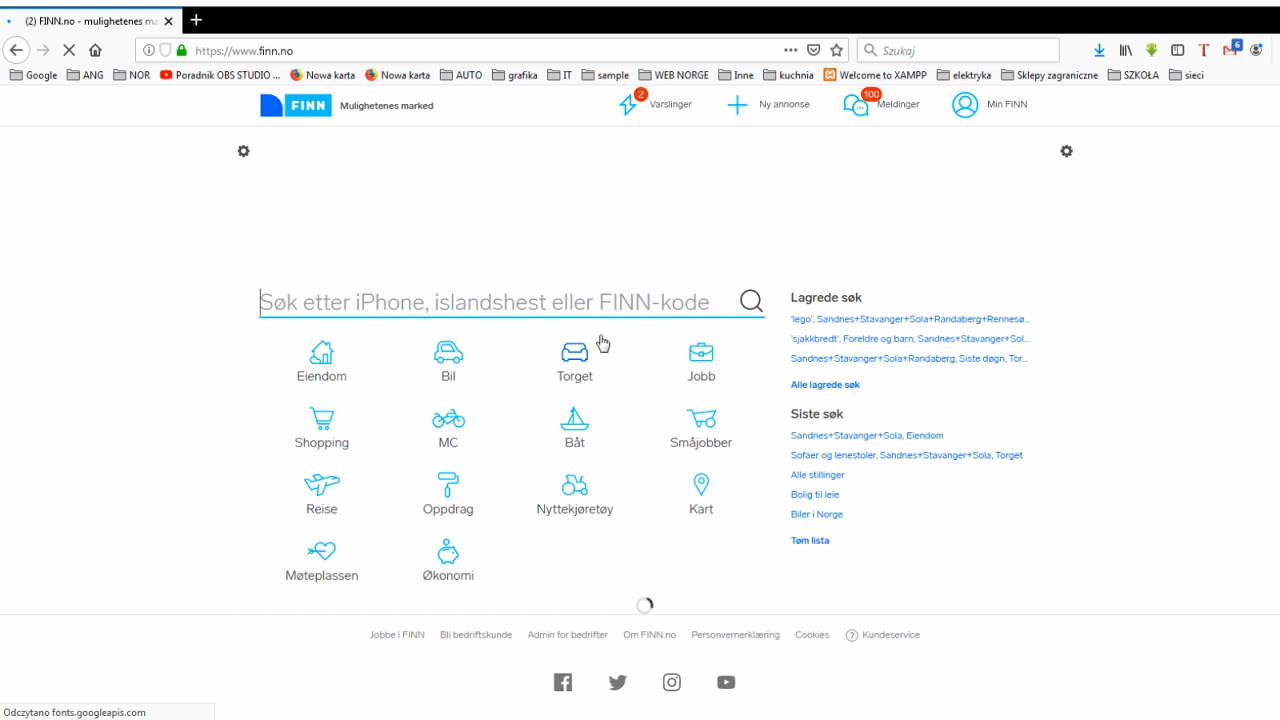 (2) FINN.no - mulighetenes ma
https://www.finn.no
Szukaj
6
Google ANG NOR Poradnik OBS STUDIO ... Nowa karta Nowa karta AUTO grafika IT sample WEB NORGE Inne kuchnia Welcome to XAMPP elektryka Sklepy zagraniczne SZKOŁA sieci
FINN Mulighetenes marked
2 Varslinger
Ny annonse
100 Meldinger
Min FINN
Søk etter iPhone, islandshest eller FINN-kode
Eiendom Bil Torget Jobb
Shopping MC Båt Småjobber
Reise Oppdrag Nyttekjøretøy Kart
Møteplassen Økonomi
Lagrede søk
'lego', Sandnes+Stavanger+Sola+Randaberg+Rennesø...
'sjakkbredt', Foreldre og barn, Sandnes+Stavanger+Sol...
Sandnes+Stavanger+Sola+Randaberg, Siste døgn, Tor...
Alle lagrede søk
Siste søk
Sandnes+Stavanger+Sola, Eiendom
Sofaer og lenestoler, Sandnes+Stavanger+Sola, Torget
Alle stillinger
Bolig til leie
Biler i Norge
Tøm lista
Jobbe i FINN Bli bedriftskunde Admin for bedrifter Om FINN.no Personvernerklæring Cookies ? Kundeservice
Odczytano fonts.googleapis.com